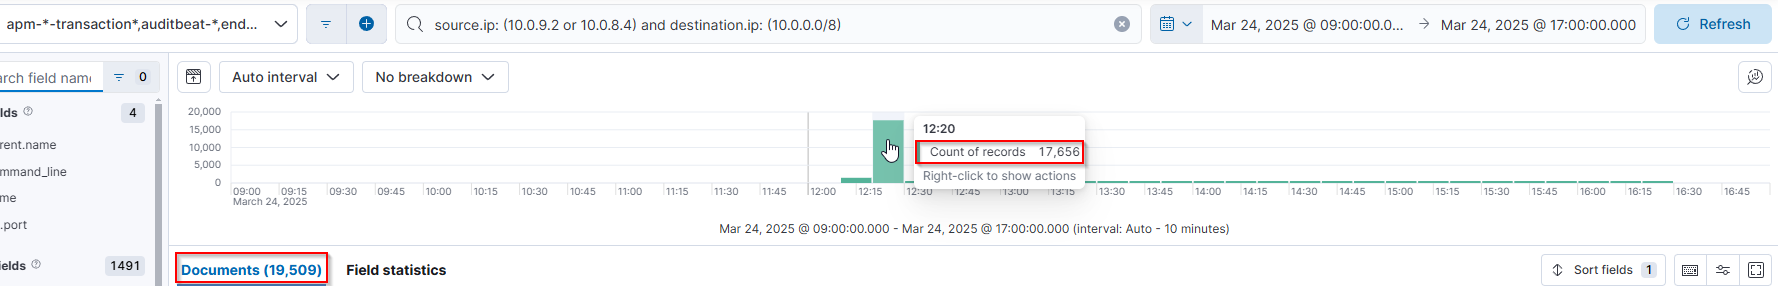 apm-*-transaction*,auditbeat-*,end...
source.ip: (10.0.9.2 or 10.0.8.4) and destination.ip: (10.0.0.0/8)
Mar 24, 2025 @ 09:00:00.0... → Mar 24, 2025 @ 17:00:00.000
Refresh
arch field name
0
Auto interval
No breakdown
lds
4
rent.name
mmand_line
me
.port
ields
1491
20,000
15,000
10,000
5,000
0
12:20
Count of records 17,656
Right-click to show actions
09:00 09:15 09:30 09:45 10:00 10:15 10:30 10:45 11:00 11:15 11:30 11:45 12:00 12:15 12:30 12:45 13:00 13:15 13:30 13:45 14:00 14:15 14:30 14:45 15:00 15:15 15:30 15:45 16:00 16:15 16:30 16:45
March 24, 2025
Mar 24, 2025 @ 09:00:00.000 - Mar 24, 2025 @ 17:00:00.000 (interval: Auto - 10 minutes)
Documents (19,509)
Field statistics
Sort fields 1